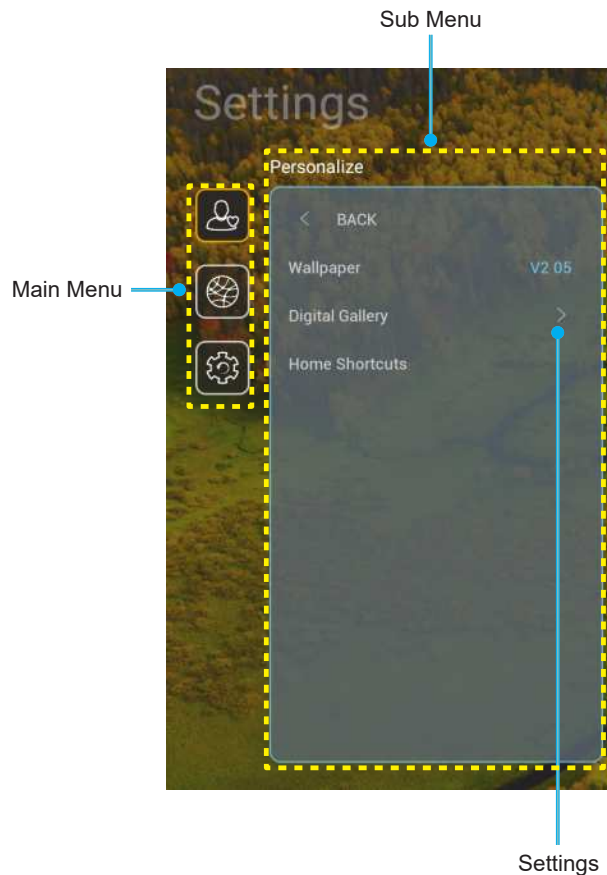 Sub Menu
Settings
Personalize
< BACK
Wallpaper V2 05
Main Menu
Digital Gallery >
Home Shortcuts
Settings